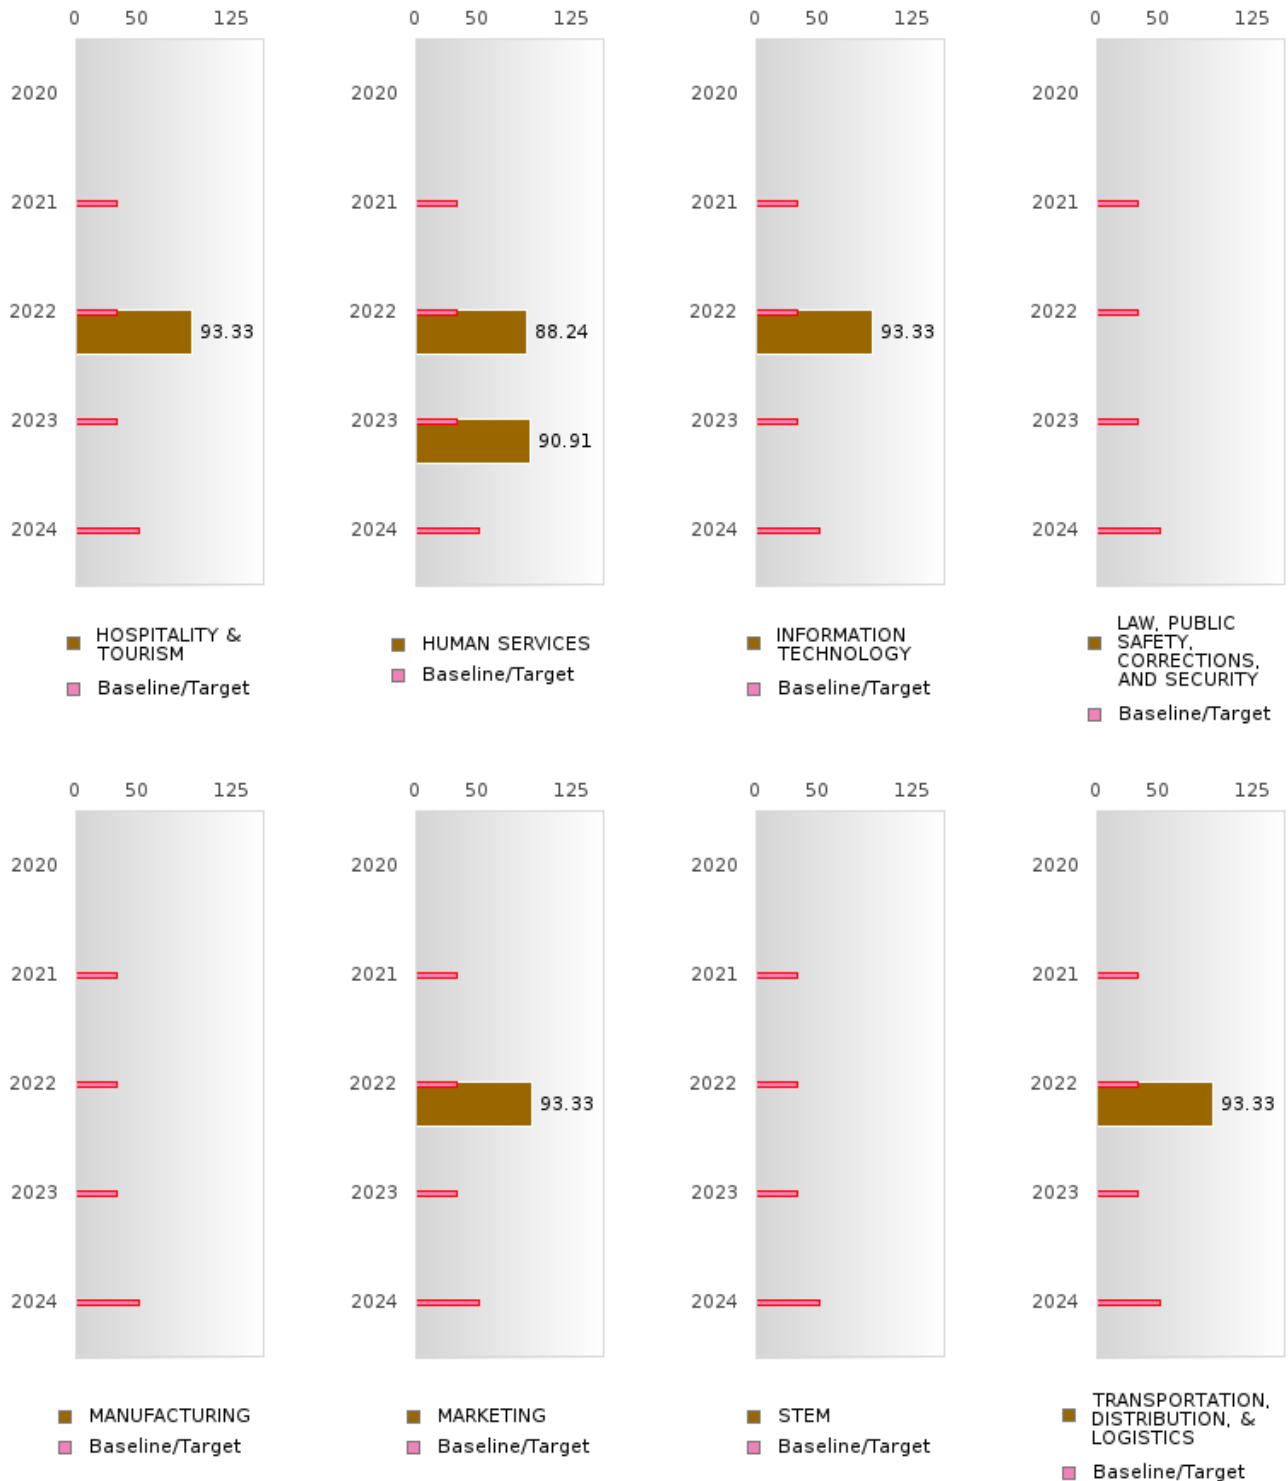 0 50 125
2020
2021
2022
93.33
2023
2024
HOSPITALITY &
TOURISM
Baseline/Target
0 50 125
2020
2021
2022
88.24
2023
90.91
2024
HUMAN SERVICES
Baseline/Target
0 50 125
2020
2021
2022
93.33
2023
2024
INFORMATION
TECHNOLOGY
Baseline/Target
0 50 125
2020
2021
2022
2023
2024
LAW, PUBLIC
SAFETY,
CORRECTIONS,
AND SECURITY
Baseline/Target
0 50 125
2020
2021
2022
2023
2024
MANUFACTURING
Baseline/Target
0 50 125
2020
2021
2022
93.33
2023
2024
MARKETING
Baseline/Target
0 50 125
2020
2021
2022
2023
2024
STEM
Baseline/Target
0 50 125
2020
2021
2022
93.33
2023
2024
TRANSPORTATION,
DISTRIBUTION, &
LOGISTICS
Baseline/Target